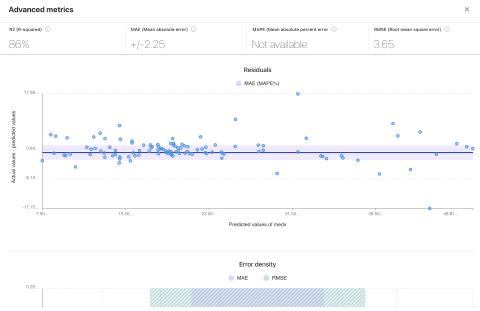 Advanced metrics
R2 (R-squared)
MAE (Mean absolute error)
MAPE (Mean absolute percent error)
RMSE (Root mean square error)
86%
+/-2.25
Not available
3.65
Residuals
MAE (MAPE%)
Actual values - predicted values
Predicted values of medv
Error density
MAE
RMSE
0.25